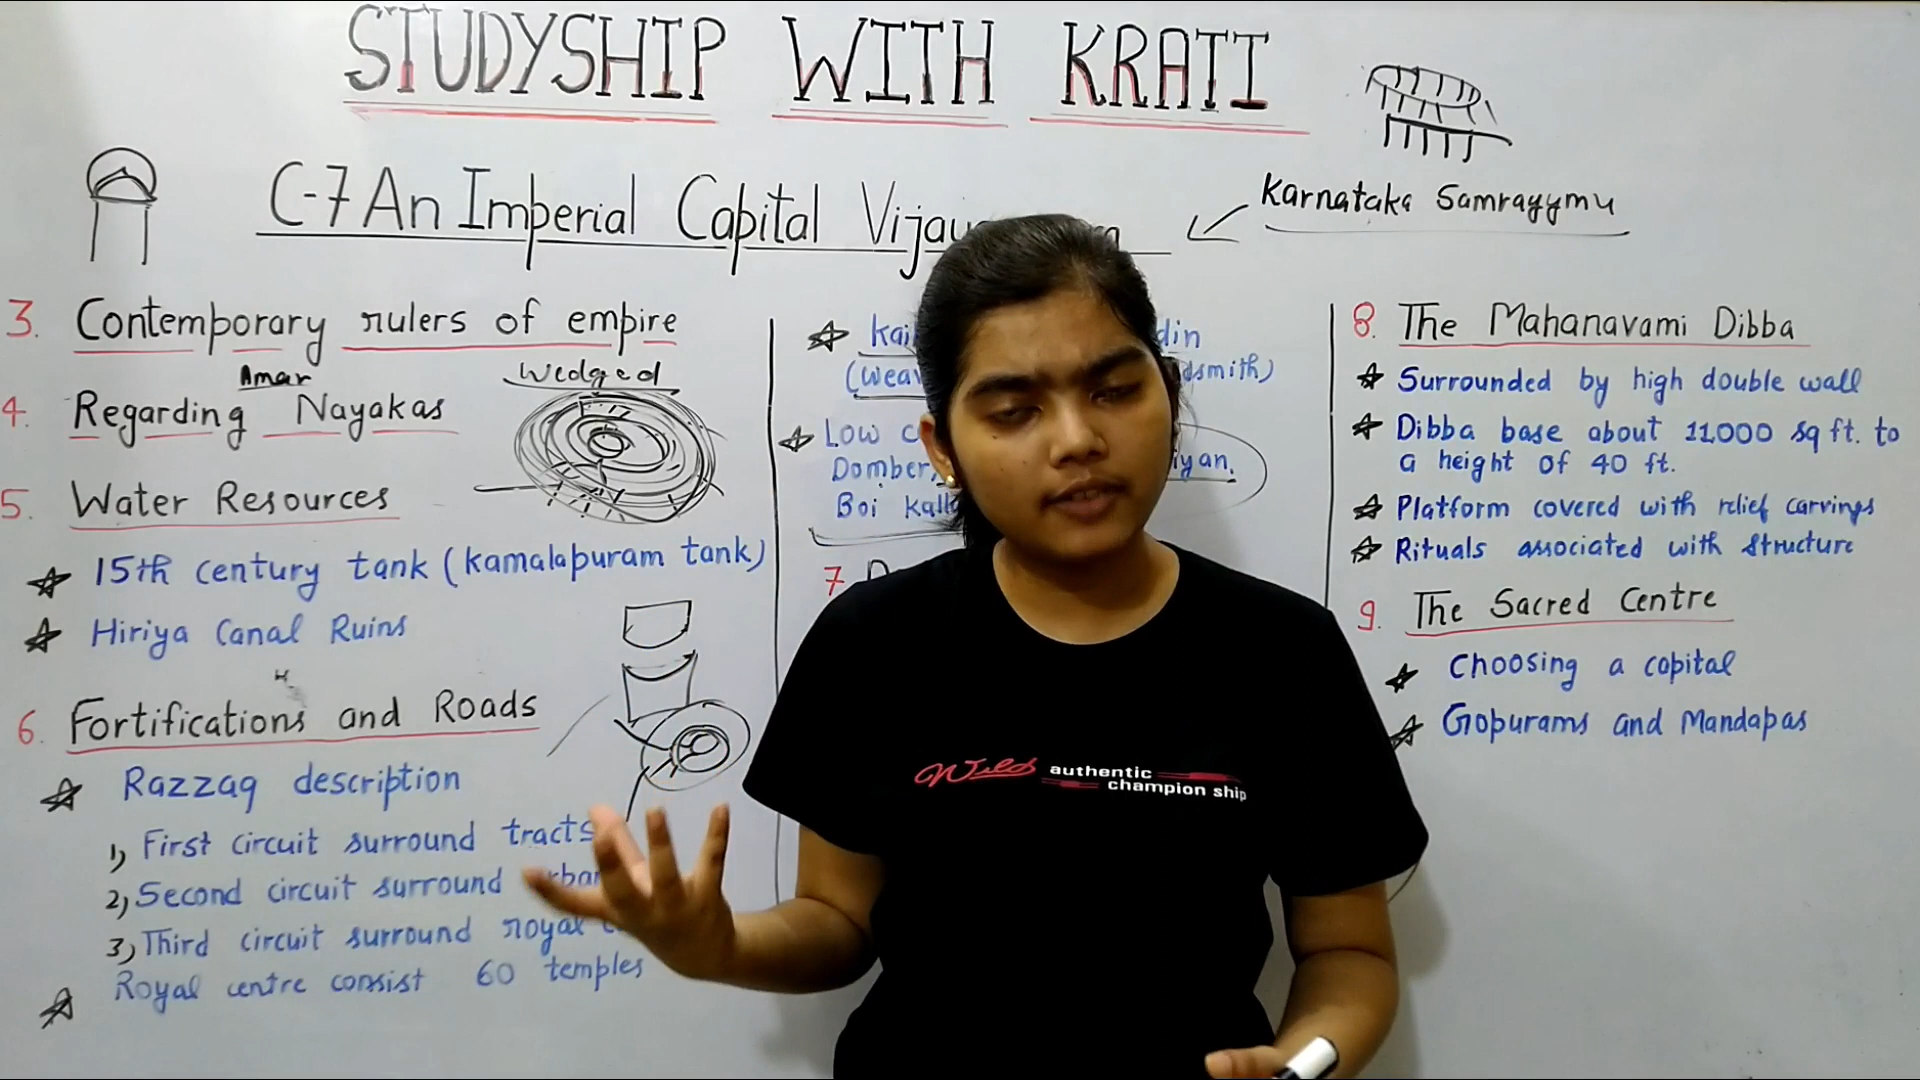 STUDYSHIP WITH KRATI
C-7 An Imperial Capital
Karnataka Samrayymu
3. Contemporary rulers of empire
Amar
4. Regarding Nayakas
Wedged
5. Water Resources
15th century tank (kamalapuram tank)
Hiriya Canal Ruins
6. Fortifications and Roads
Razzaq description
1) First circuit surround tracts
2) Second circuit surround
3) Third circuit surround royal
Royal centre consist 60 temples
Low
Domber,
Boi
7
8. The Mahanavami Dibba
Surrounded by high double wall
Dibba base about 11000 sq ft. to
a height of 40 ft.
Platform covered with relief carvings
Rituals associated with structure
9. The Sacred Centre
Choosing a capital
Gopurams and Mandapas
Wild authentic
champion ship